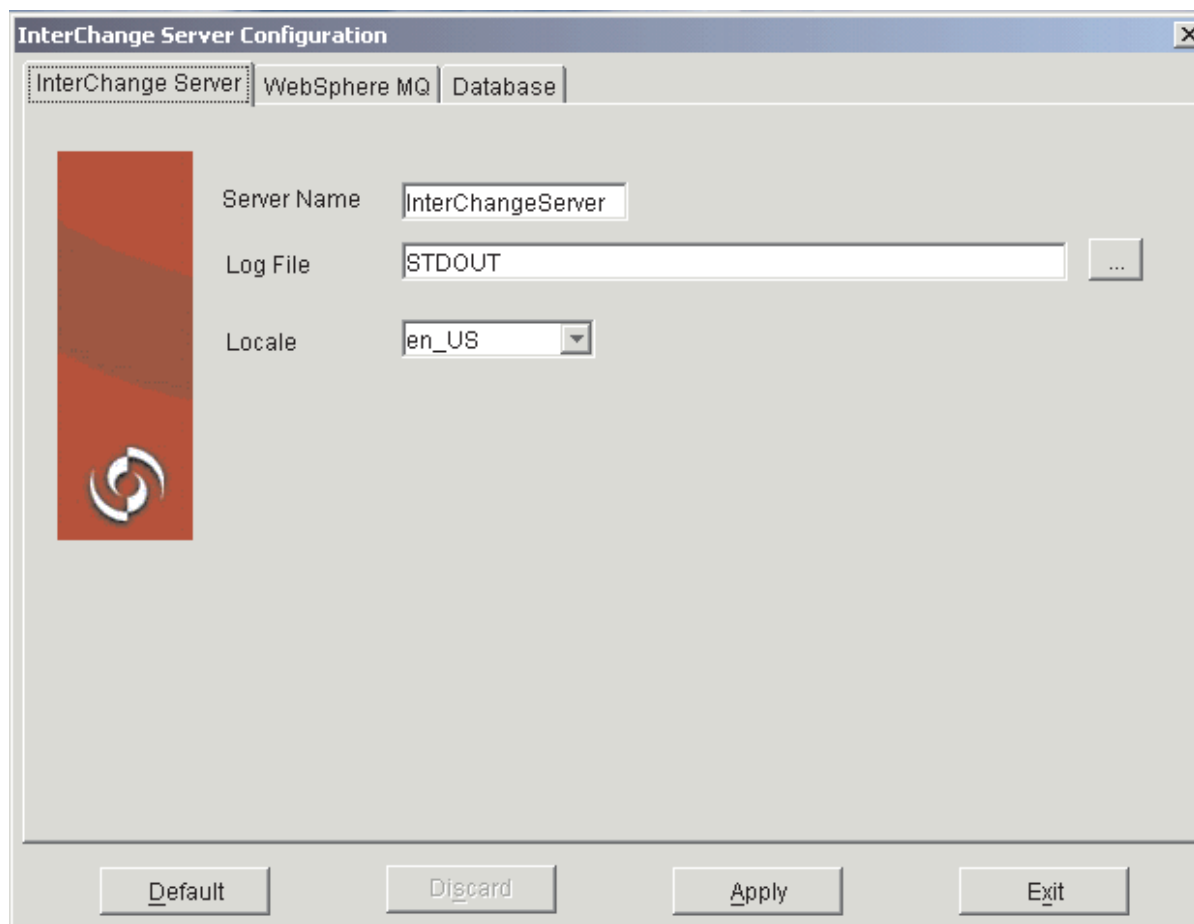 InterChange Server Configuration
InterChange Server WebSphere MQ Database
Server Name InterChangeServer
Log File STDOUT ...
Locale en_US
Default Discard Apply Exit